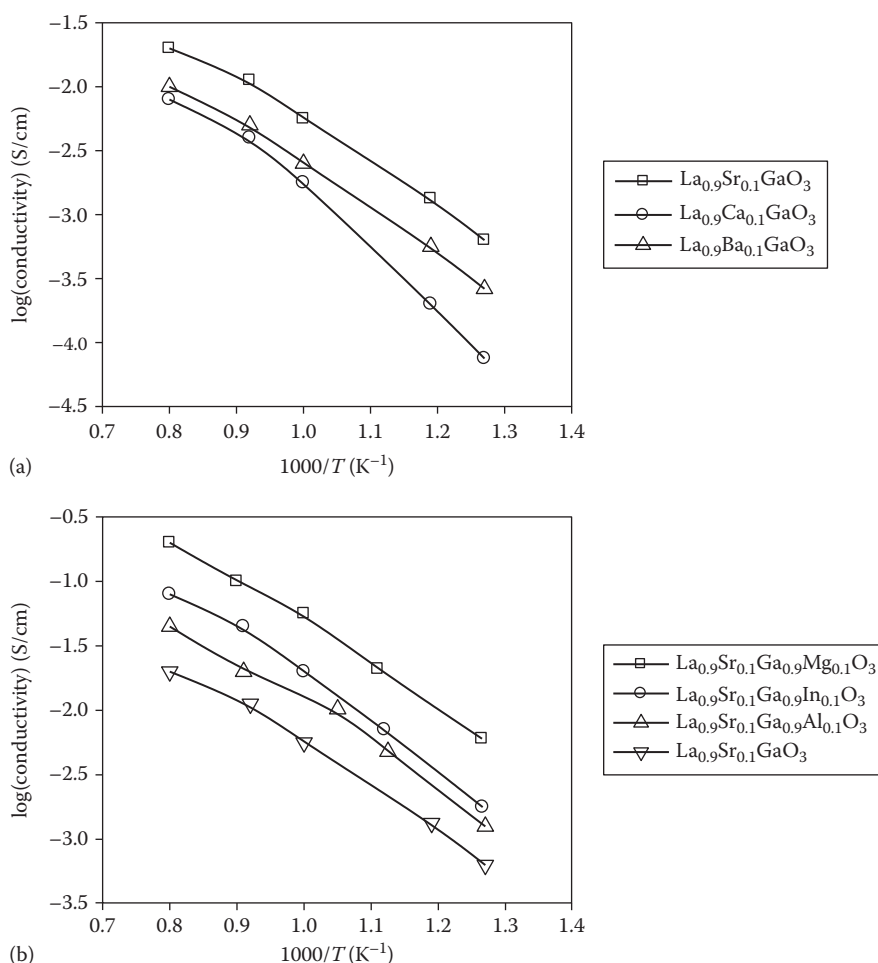 −1.5
−2.0
−2.5
−3.0
−3.5
−4.0
−4.5
log(conductivity) (S/cm)
0.7 0.8 0.9 1.0 1.1 1.2 1.3 1.4
1000/T (K⁻¹)
(a)
La₀.₉Sr₀.₁GaO₃
La₀.₉Ca₀.₁GaO₃
La₀.₉Ba₀.₁GaO₃
−0.5
−1.0
−1.5
−2.0
−2.5
−3.0
−3.5
log(conductivity) (S/cm)
0.7 0.8 0.9 1.0 1.1 1.2 1.3 1.4
1000/T (K⁻¹)
(b)
La₀.₉Sr₀.₁Ga₀.₉Mg₀.₁O₃
La₀.₉Sr₀.₁Ga₀.₉In₀.₁O₃
La₀.₉Sr₀.₁Ga₀.₉Al₀.₁O₃
La₀.₉Sr₀.₁GaO₃